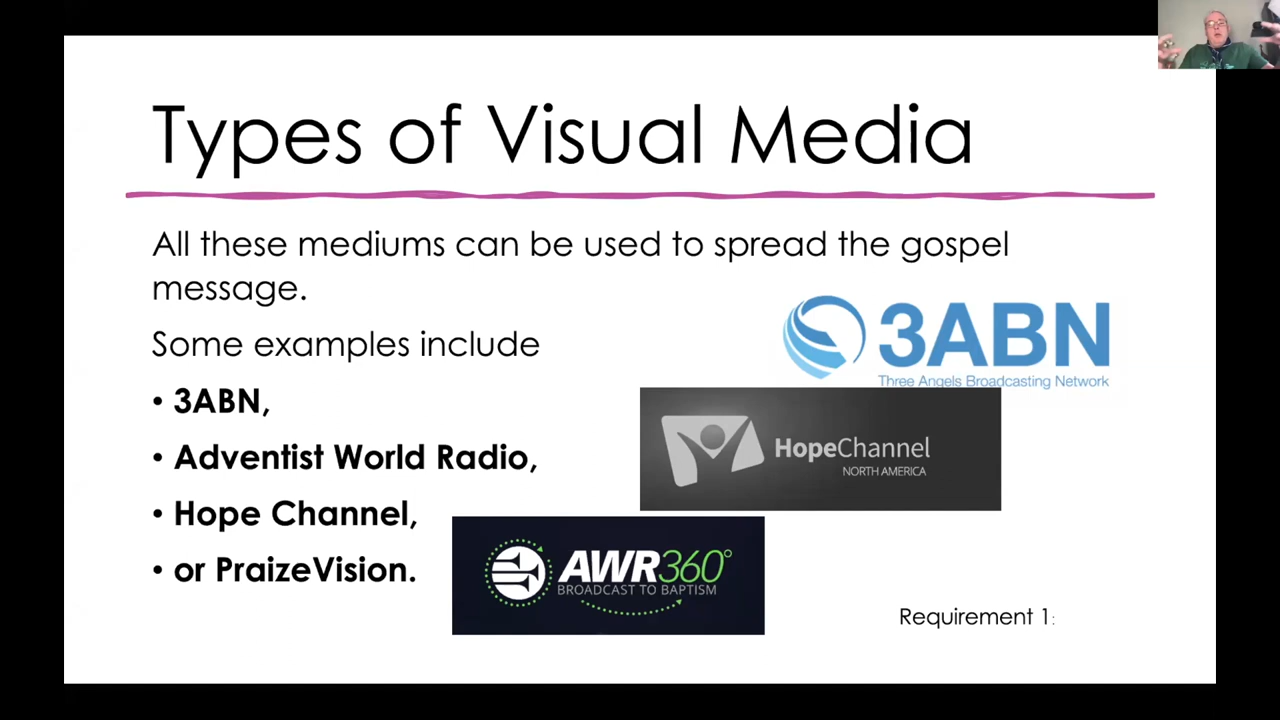 Types of Visual Media
All these mediums can be used to spread the gospel
message.
Some examples include
• 3ABN,
• Adventist World Radio,
• Hope Channel,
• or PraizeVision.
3ABN
Three Angels Broadcasting Network
HopeChannel
NORTH AMERICA
AWR360°
BROADCAST TO BAPTISM
Requirement 1: